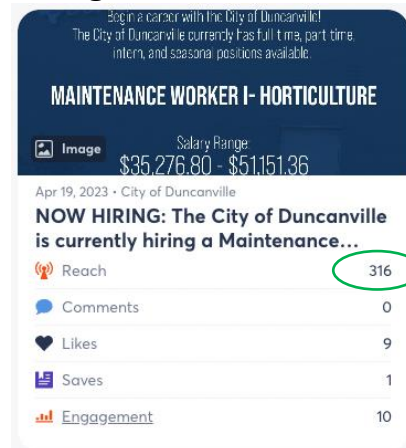 Begin a career with the City of Duncanville!
The City of Duncanville currently has full time, part time,
intern, and seasonal positions available.
MAINTENANCE WORKER I- HORTICULTURE
Image
Salary Range:
$35,276.80 - $51,151.36
Apr 19, 2023 • City of Duncanville
NOW HIRING: The City of Duncanville
is currently hiring a Maintenance...
Reach 316
Comments 0
Likes 9
Saves 1
Engagement 10